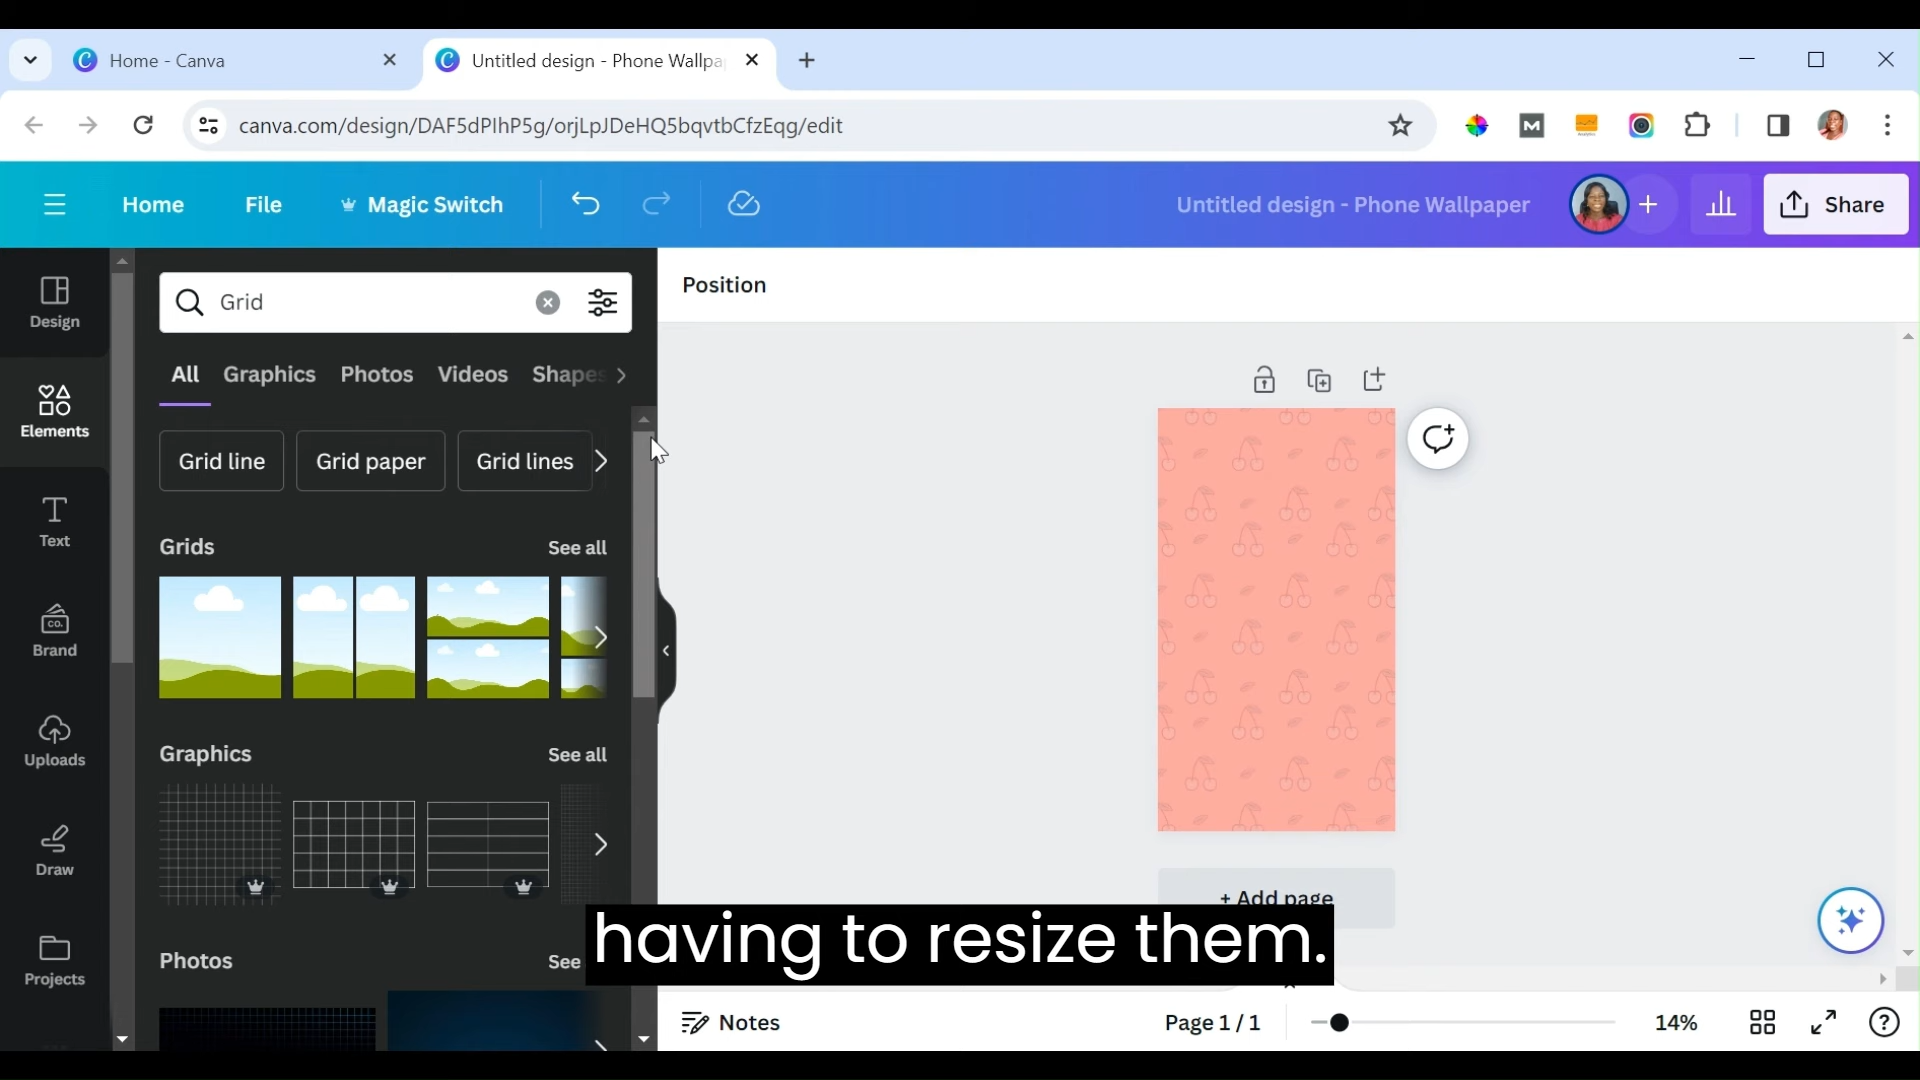 Home - Canva
Untitled design - Phone Wallpa
canva.com/design/DAF5dPIhP5g/orjLpJDeHQ5bqvtbCfzEqg/edit
Home
File
Magic Switch
Untitled design - Phone Wallpaper
Share
Design
Elements
Text
Brand
CO.
Uploads
Draw
Projects
Grid
All
Graphics
Photos
Videos
Shapes
Grid line
Grid paper
Grid lines
Grids
See all
Graphics
See all
Photos
See
Position
+ Add page
having to resize them.
Notes
Page 1 / 1
14%